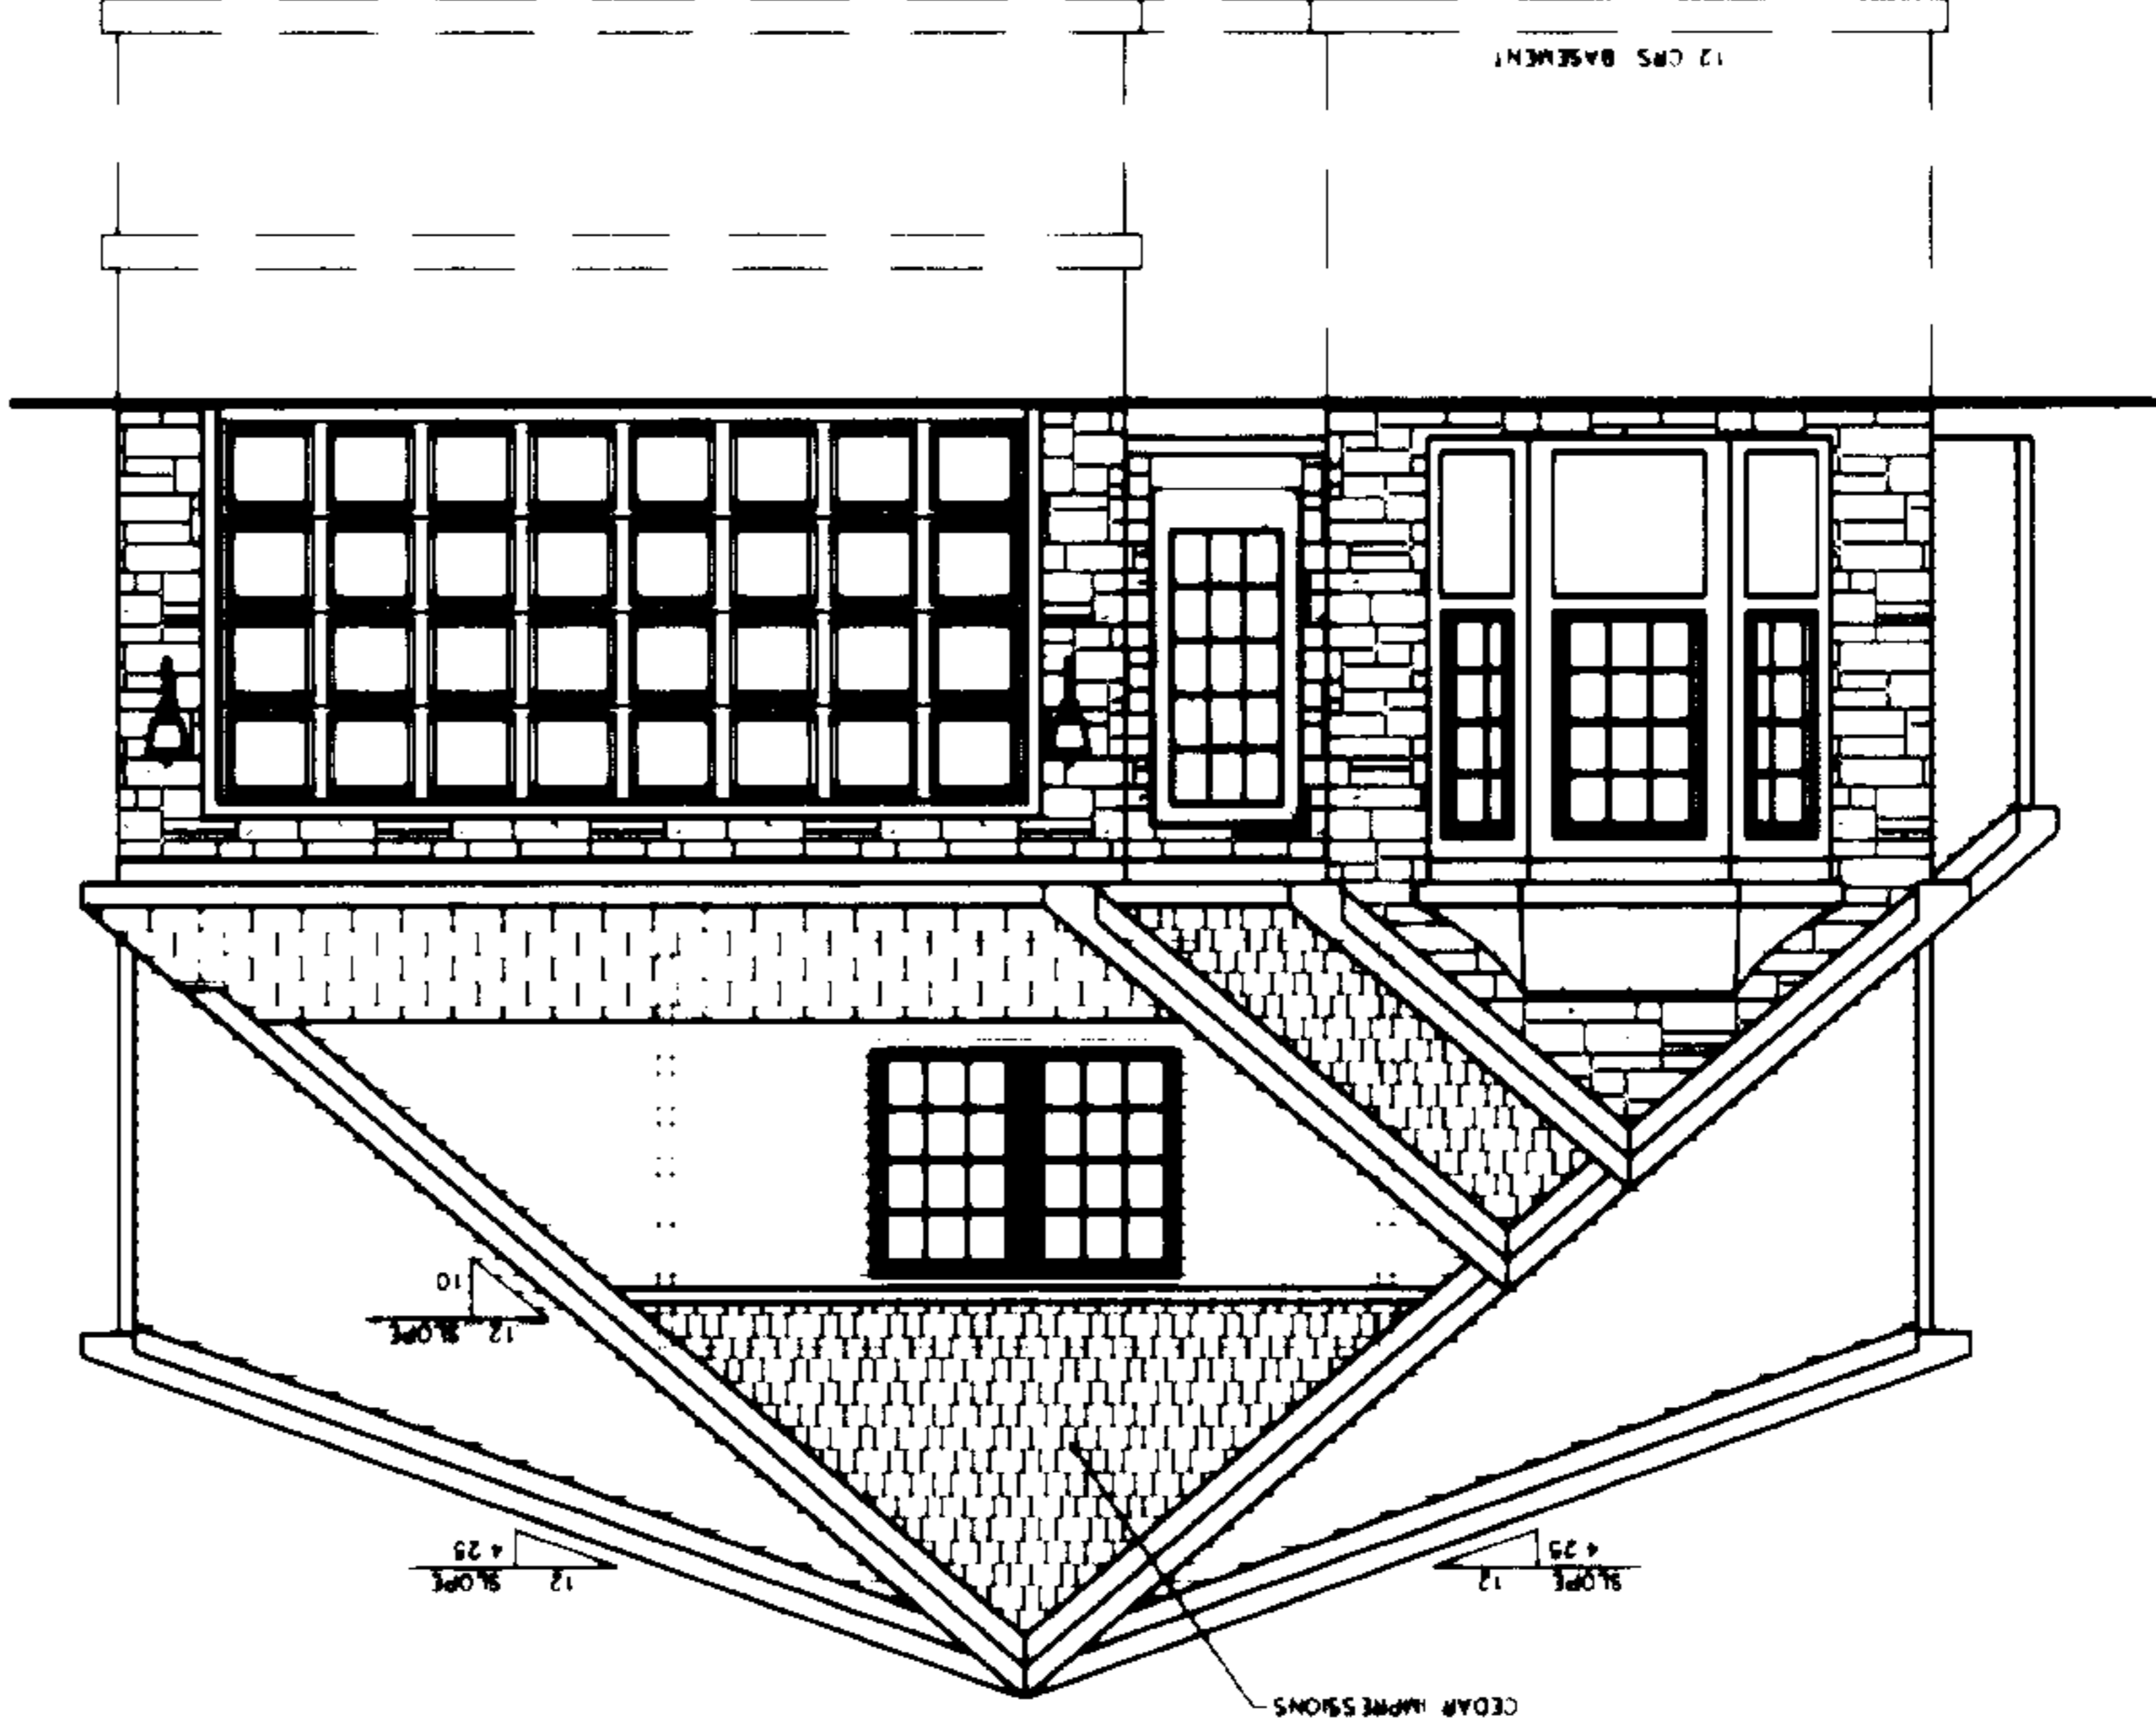 CEDAR IMPRESSIONS
12
SLOPE
4 25
12
SLOPE
4 25
12
SLOPE
10
12 CRS BASEMENT